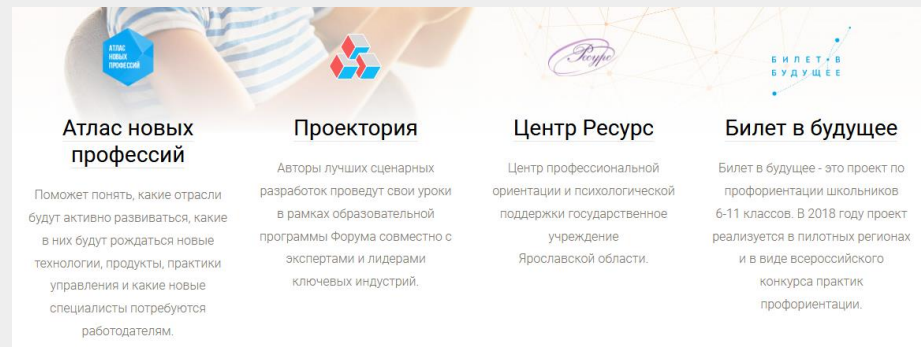 АТЛАС
НОВЫХ
ПРОФЕССИЙ
Атлас новых
профессий
Поможет понять, какие отрасли
будут активно развиваться, какие
в них будут рождаться новые
технологии, продукты, практики
управления и какие новые
специалисты потребуются
работодателям.
Проектория
Авторы лучших сценарных
разработок проведут свои уроки
в рамках образовательной
программы Форума совместно с
экспертами и лидерами
ключевых индустрий.
Ресурс
Центр Ресурс
Центр профессиональной
ориентации и психологической
поддержки государственное
учреждение
Ярославской области.
БИЛЕТ В
БУДУЩЕЕ
Билет в будущее
Билет в будущее - это проект по
профориентации школьников
6-11 классов. В 2018 году проект
реализуется в пилотных регионах
и в виде всероссийского
конкурса практик
профориентации.